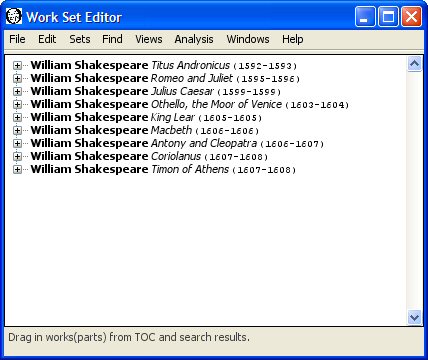 Work Set Editor
File Edit Sets Find Views Analysis Windows Help
William Shakespeare Titus Andronicus (1592-1593)
William Shakespeare Romeo and Juliet (1595-1596)
William Shakespeare Julius Caesar (1599-1599)
William Shakespeare Othello, the Moor of Venice (1603-1604)
William Shakespeare King Lear (1605-1605)
William Shakespeare Macbeth (1606-1606)
William Shakespeare Antony and Cleopatra (1606-1607)
William Shakespeare Coriolanus (1607-1608)
William Shakespeare Timon of Athens (1607-1608)
Drag in works(parts) from TOC and search results.